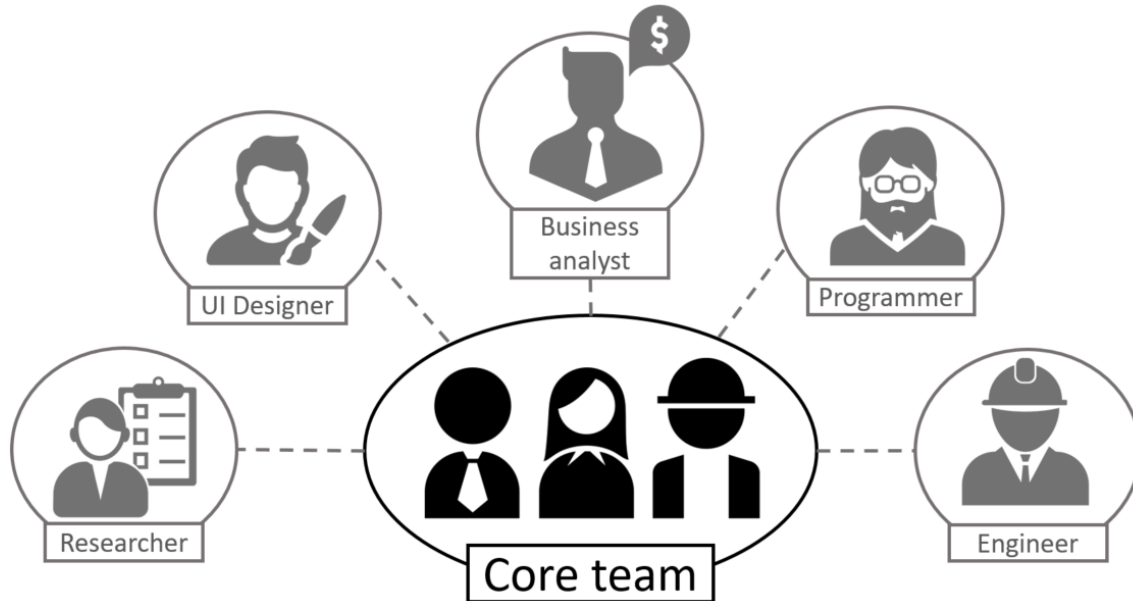 $
Business
analyst
UI Designer
Programmer
Researcher
Engineer
Core team